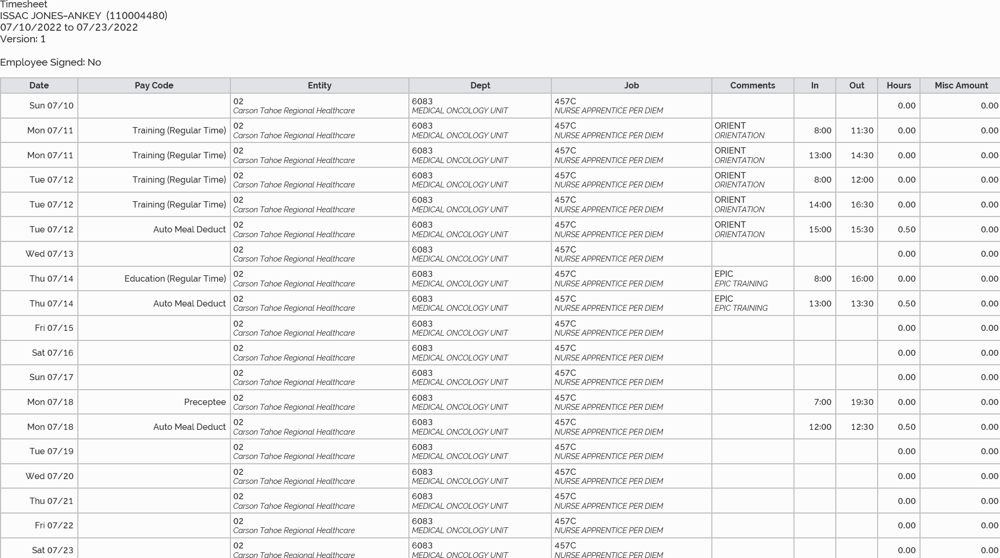 Timesheet
ISSAC JONES-ANKEY (110004480)
07/10/2022 to 07/23/2022
Version: 1
Employee Signed: No
Date Pay Code Entity Dept Job Comments In Out Hours Misc Amount
Sun 07/10 02 6083 457C 0.00 0.00
Carson Tahoe Regional Healthcare MEDICAL ONCOLOGY UNIT NURSE APPRENTICE PER DIEM
Mon 07/11 Training (Regular Time) 02 6083 457C ORIENT 8:00 11:30 0.00 0.00
Carson Tahoe Regional Healthcare MEDICAL ONCOLOGY UNIT NURSE APPRENTICE PER DIEM ORIENTATION
Mon 07/11 Training (Regular Time) 02 6083 457C ORIENT 13:00 14:30 0.00 0.00
Carson Tahoe Regional Healthcare MEDICAL ONCOLOGY UNIT NURSE APPRENTICE PER DIEM ORIENTATION
Tue 07/12 Training (Regular Time) 02 6083 457C ORIENT 8:00 12:00 0.00 0.00
Carson Tahoe Regional Healthcare MEDICAL ONCOLOGY UNIT NURSE APPRENTICE PER DIEM ORIENTATION
Tue 07/12 Training (Regular Time) 02 6083 457C ORIENT 14:00 16:30 0.00 0.00
Carson Tahoe Regional Healthcare MEDICAL ONCOLOGY UNIT NURSE APPRENTICE PER DIEM ORIENTATION
Tue 07/12 Auto Meal Deduct 02 6083 457C ORIENT 15:00 15:30 0.50 0.00
Carson Tahoe Regional Healthcare MEDICAL ONCOLOGY UNIT NURSE APPRENTICE PER DIEM ORIENTATION
Wed 07/13 02 6083 457C 0.00 0.00
Carson Tahoe Regional Healthcare MEDICAL ONCOLOGY UNIT NURSE APPRENTICE PER DIEM
Thu 07/14 Education (Regular Time) 02 6083 457C EPIC 8:00 16:00 0.00 0.00
Carson Tahoe Regional Healthcare MEDICAL ONCOLOGY UNIT NURSE APPRENTICE PER DIEM EPIC TRAINING
Thu 07/14 Auto Meal Deduct 02 6083 457C EPIC 13:00 13:30 0.50 0.00
Carson Tahoe Regional Healthcare MEDICAL ONCOLOGY UNIT NURSE APPRENTICE PER DIEM EPIC TRAINING
Fri 07/15 02 6083 457C 0.00 0.00
Carson Tahoe Regional Healthcare MEDICAL ONCOLOGY UNIT NURSE APPRENTICE PER DIEM
Sat 07/16 02 6083 457C 0.00 0.00
Carson Tahoe Regional Healthcare MEDICAL ONCOLOGY UNIT NURSE APPRENTICE PER DIEM
Sun 07/17 02 6083 457C 0.00 0.00
Carson Tahoe Regional Healthcare MEDICAL ONCOLOGY UNIT NURSE APPRENTICE PER DIEM
Mon 07/18 Preceptee 02 6083 457C 7:00 19:30 0.00 0.00
Carson Tahoe Regional Healthcare MEDICAL ONCOLOGY UNIT NURSE APPRENTICE PER DIEM
Mon 07/18 Auto Meal Deduct 02 6083 457C 12:00 12:30 0.50 0.00
Carson Tahoe Regional Healthcare MEDICAL ONCOLOGY UNIT NURSE APPRENTICE PER DIEM
Tue 07/19 02 6083 457C 0.00 0.00
Carson Tahoe Regional Healthcare MEDICAL ONCOLOGY UNIT NURSE APPRENTICE PER DIEM
Wed 07/20 02 6083 457C 0.00 0.00
Carson Tahoe Regional Healthcare MEDICAL ONCOLOGY UNIT NURSE APPRENTICE PER DIEM
Thu 07/21 02 6083 457C 0.00 0.00
Carson Tahoe Regional Healthcare MEDICAL ONCOLOGY UNIT NURSE APPRENTICE PER DIEM
Fri 07/22 02 6083 457C 0.00 0.00
Carson Tahoe Regional Healthcare MEDICAL ONCOLOGY UNIT NURSE APPRENTICE PER DIEM
Sat 07/23 02 6083 457C 0.00 0.00
Carson Tahoe Regional Healthcare MEDICAL ONCOLOGY UNIT NURSE APPRENTICE PER DIEM